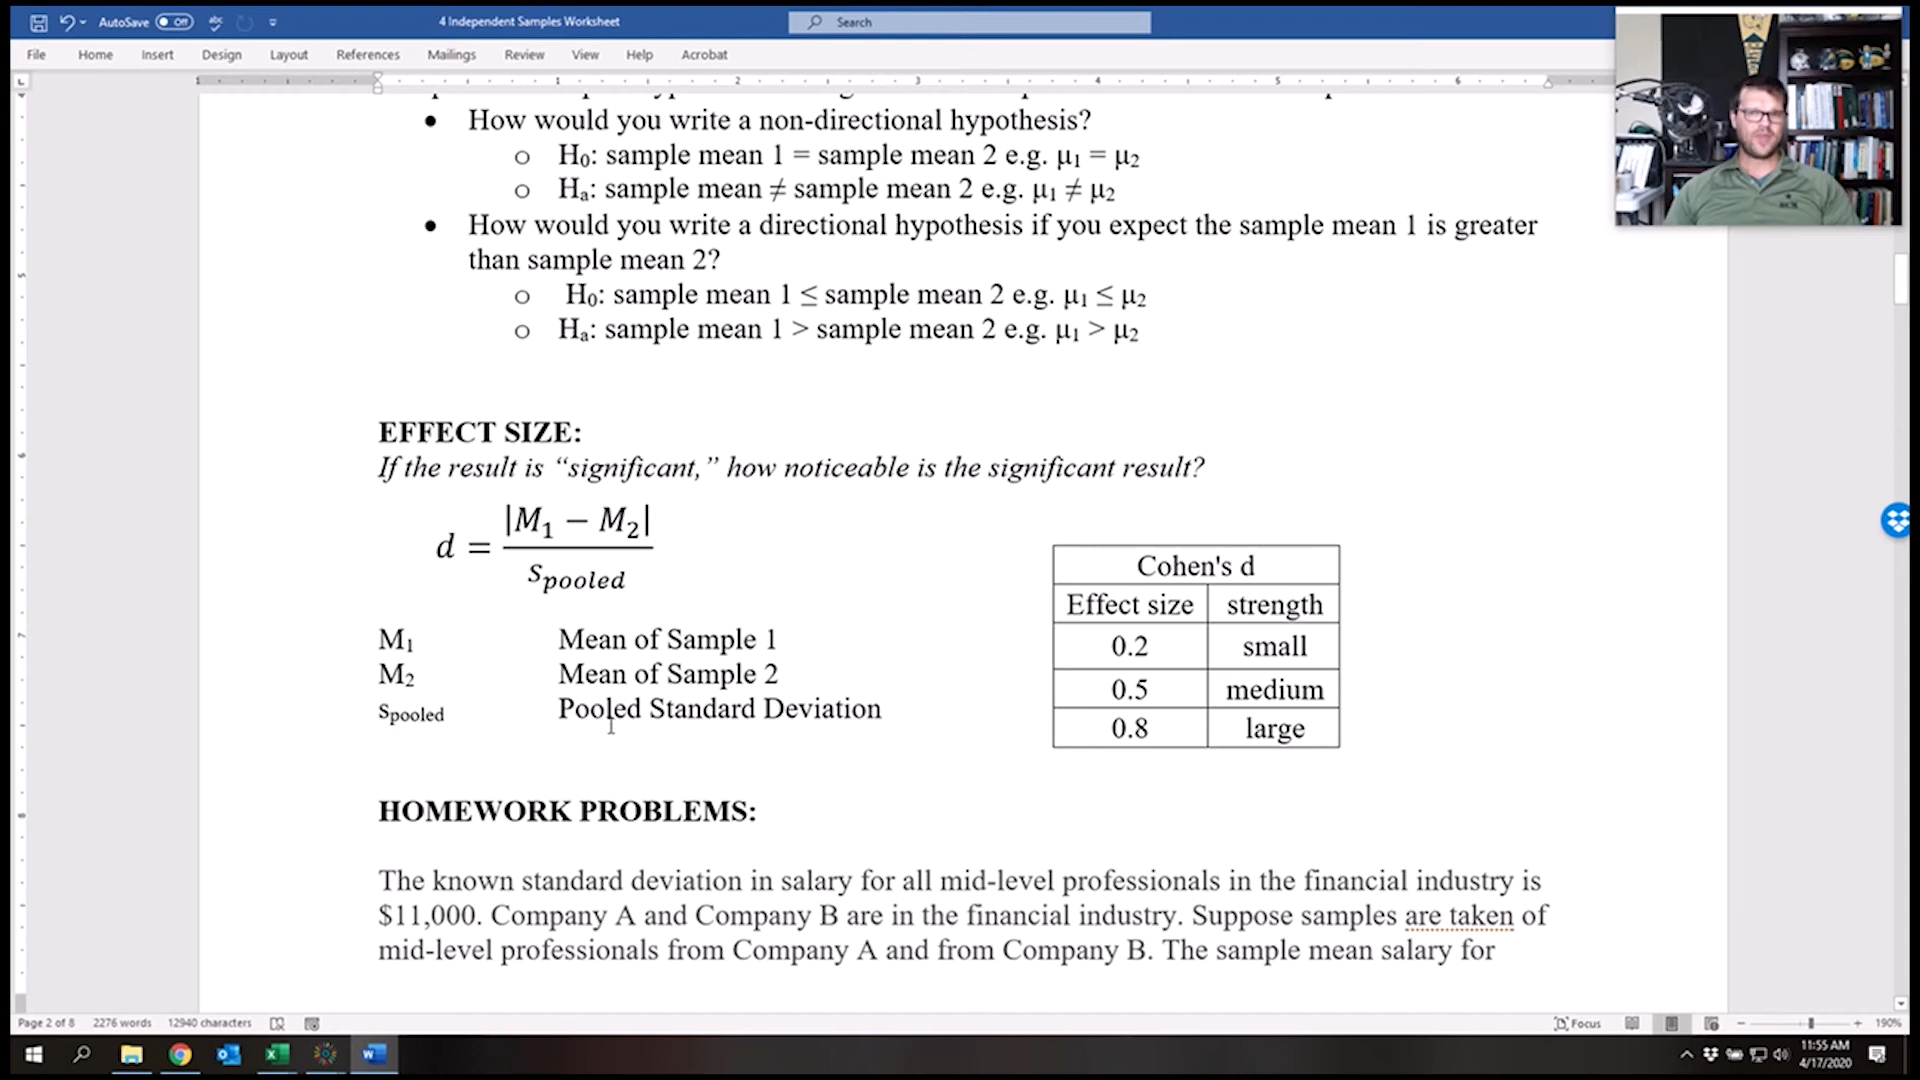 AutoSave Off
4 Independent Samples Worksheet
Search
File Home Insert Design Layout References Mailings Review View Help Acrobat
• How would you write a non-directional hypothesis?
o H₀: sample mean 1 = sample mean 2 e.g. μ₁ = μ₂
o Hₐ: sample mean ≠ sample mean 2 e.g. μ₁ ≠ μ₂
• How would you write a directional hypothesis if you expect the sample mean 1 is greater
than sample mean 2?
o H₀: sample mean 1 ≤ sample mean 2 e.g. μ₁ ≤ μ₂
o Hₐ: sample mean 1 > sample mean 2 e.g. μ₁ > μ₂
EFFECT SIZE:
If the result is “significant,” how noticeable is the significant result?
d = |M₁ − M₂| / s_pooled
M₁ Mean of Sample 1
M₂ Mean of Sample 2
s_pooled Pooled Standard Deviation
Cohen's d
Effect size strength
0.2 small
0.5 medium
0.8 large
HOMEWORK PROBLEMS:
The known standard deviation in salary for all mid-level professionals in the financial industry is
$11,000. Company A and Company B are in the financial industry. Suppose samples are taken of
mid-level professionals from Company A and from Company B. The sample mean salary for
Page 2 of 8 2276 words 12940 characters
Focus
190%
11:55 AM
4/17/2020